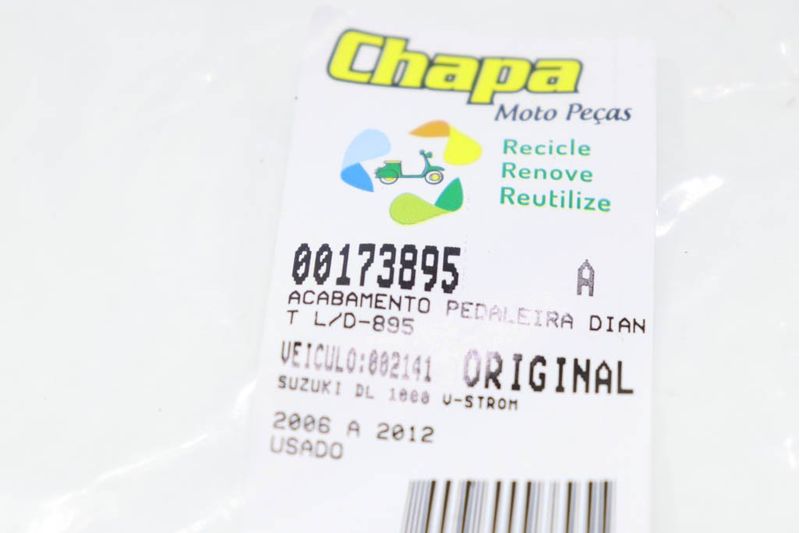 Chapa
Moto Peças
Recicle
Renove
Reutilize
00173895 A
ACABAMENTO PEDALEIRA DIAN
T L/D-895
VEICULO:002141 ORIGINAL
SUZUKI DL 1000 V-STROM
2006 A 2012
USADO